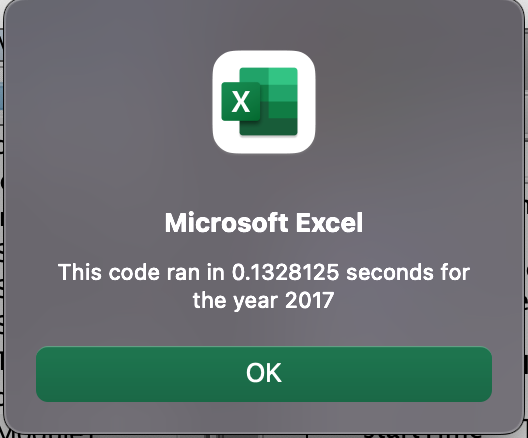 X
Microsoft Excel
This code ran in 0.1328125 seconds for
the year 2017
OK